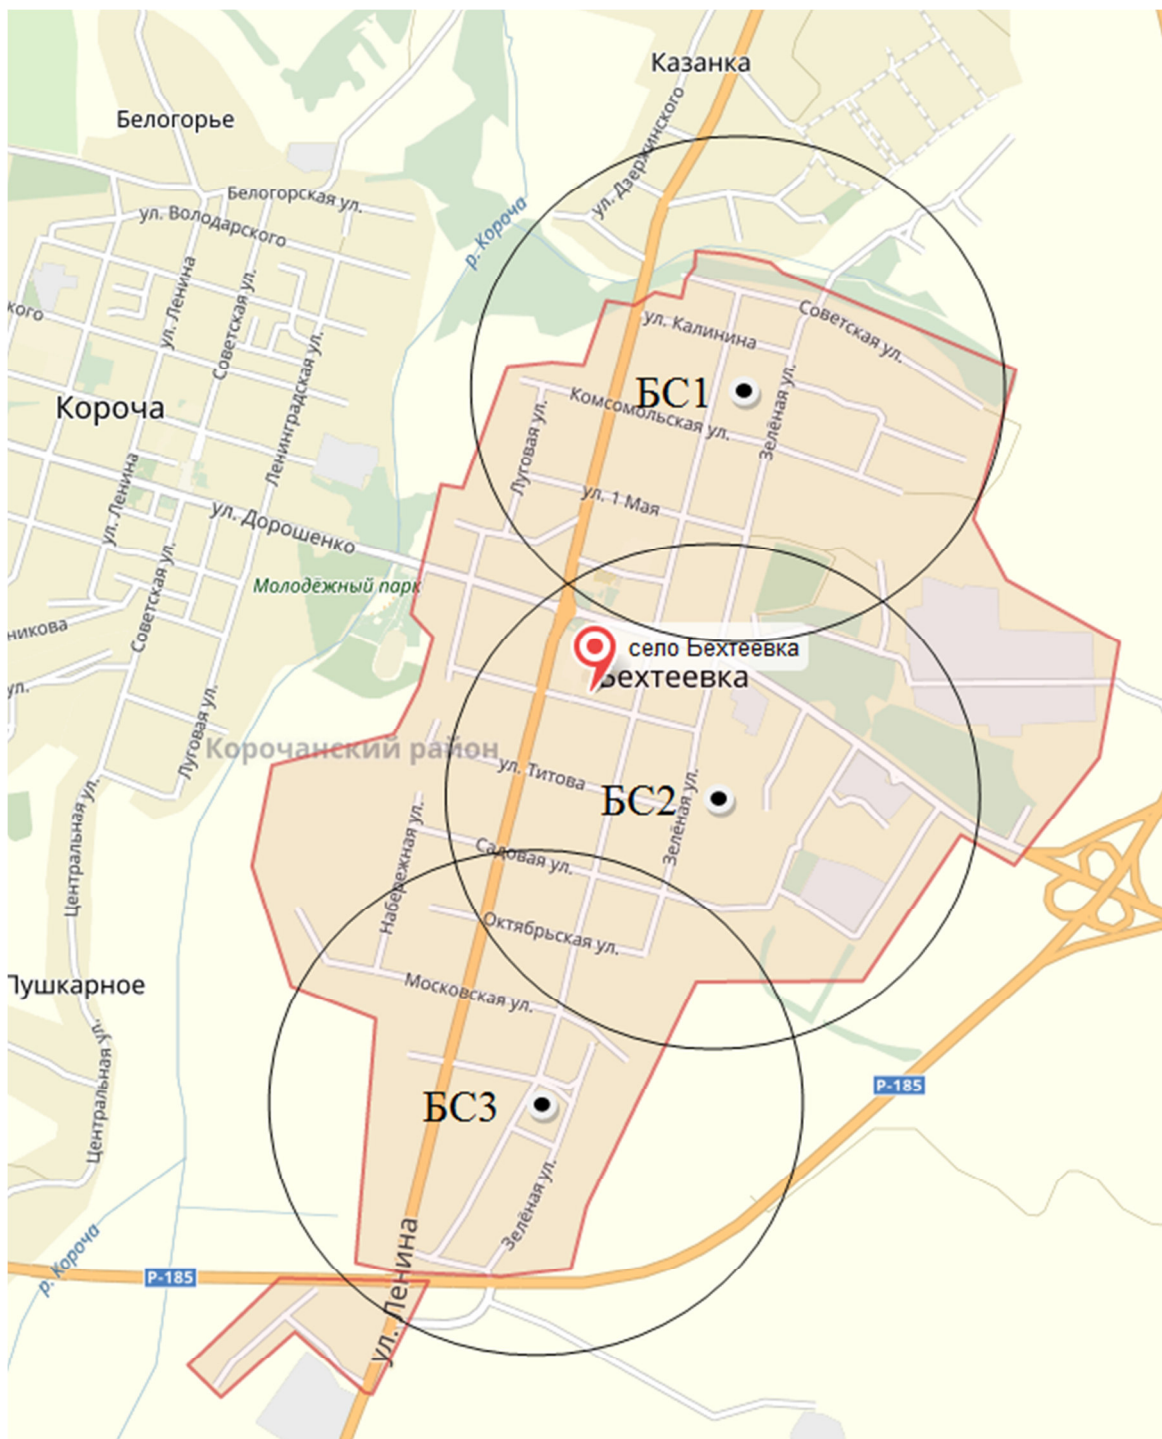 Казанка
Белогорье
ул. Дзержинского
Белогорская ул.
ул. Володарского
р. Короча
кого
ул. Ленина
Советская ул.
Ленинградская ул.
ул. Калинина
Советская ул.
Короча
БС1
Комсомольская ул.
Зелёная ул.
Луговая ул.
ул. Ленина
ул. 1 Мая
ул. Дорошенко
Молодёжный парк
Советская ул.
никова
село Бехтеевка
Бехтеевка
ул.
Луговая ул.
Корочанский район
ул. Титова
БС2
Зелёная ул.
Центральная ул.
Набережная ул.
Садовая ул.
Октябрьская ул.
Пушкарное
Московская ул.
Центральная ул.
БС3
Р-185
Зелёная ул.
р. Короча
Р-185
ул. Ленина